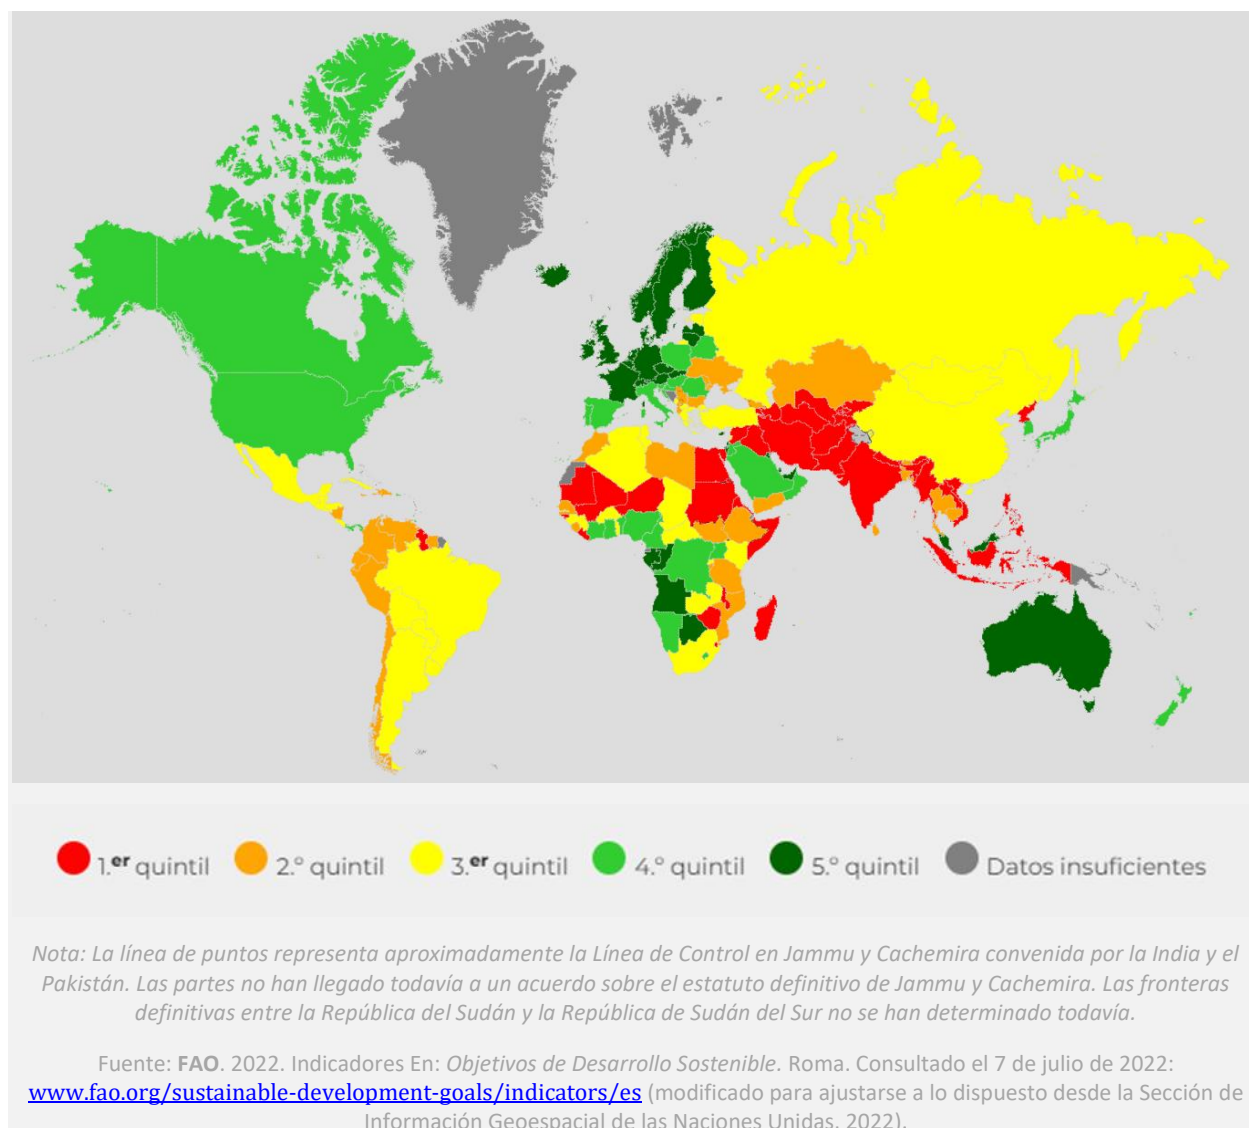 1.er quintil 2.º quintil 3.er quintil 4.º quintil 5.º quintil Datos insuficientes
Nota: La línea de puntos representa aproximadamente la Línea de Control en Jammu y Cachemira convenida por la India y el
Pakistán. Las partes no han llegado todavía a un acuerdo sobre el estatuto definitivo de Jammu y Cachemira. Las fronteras
definitivas entre la República del Sudán y la República de Sudán del Sur no se han determinado todavía.
Fuente: FAO. 2022. Indicadores En: Objetivos de Desarrollo Sostenible. Roma. Consultado el 7 de julio de 2022:
www.fao.org/sustainable-development-goals/indicators/es (modificado para ajustarse a lo dispuesto desde la Sección de
Información Geoespacial de las Naciones Unidas, 2022).